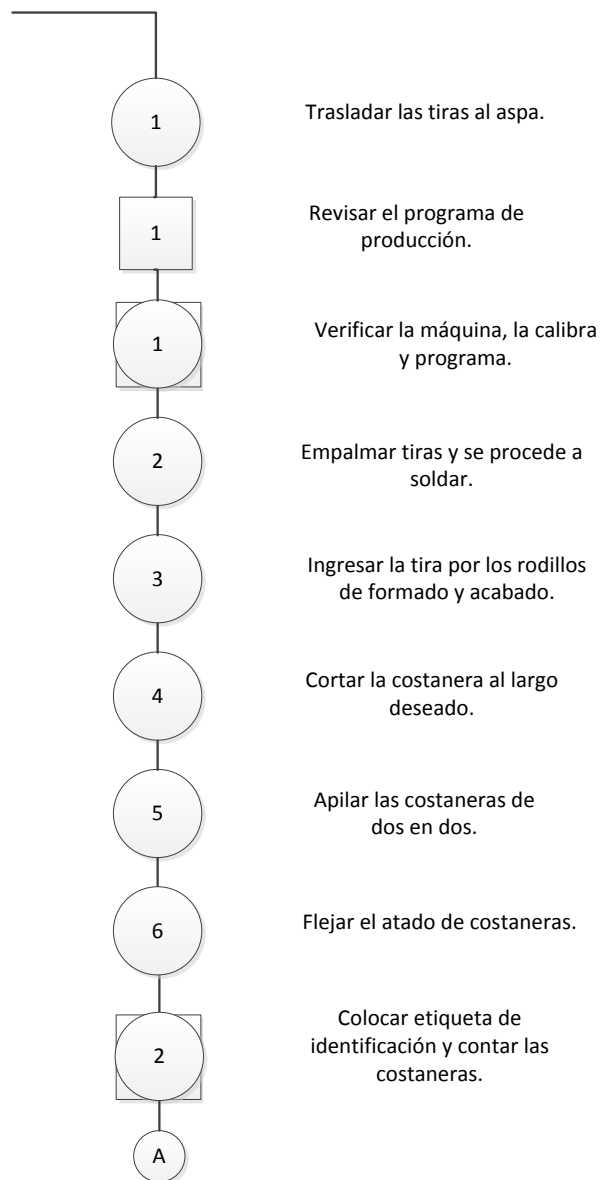 1
Trasladar las tiras al aspa.
1
Revisar el programa de
producción.
1
Verificar la máquina, la calibra
y programa.
2
Empalmar tiras y se procede a
soldar.
3
Ingresar la tira por los rodillos
de formado y acabado.
4
Cortar la costanera al largo
deseado.
5
Apilar las costaneras de
dos en dos.
6
Flejar el atado de costaneras.
2
Colocar etiqueta de
identificación y contar las
costaneras.
A